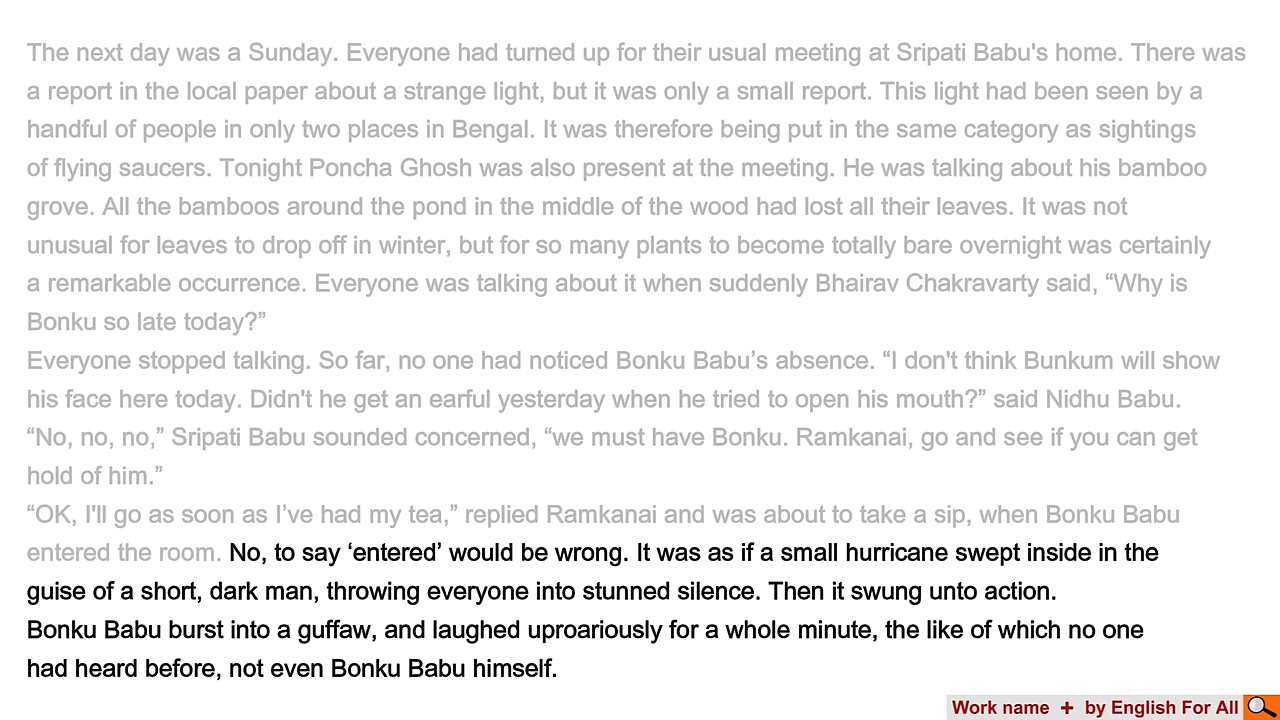 The next day was a Sunday. Everyone had turned up for their usual meeting at Sripati Babu's home. There was
a report in the local paper about a strange light, but it was only a small report. This light had been seen by a
handful of people in only two places in Bengal. It was therefore being put in the same category as sightings
of flying saucers. Tonight Poncha Ghosh was also present at the meeting. He was talking about his bamboo
grove. All the bamboos around the pond in the middle of the wood had lost all their leaves. It was not
unusual for leaves to drop off in winter, but for so many plants to become totally bare overnight was certainly
a remarkable occurrence. Everyone was talking about it when suddenly Bhairav Chakravarty said, “Why is
Bonku so late today?”
Everyone stopped talking. So far, no one had noticed Bonku Babu’s absence. “I don't think Bunkum will show
his face here today. Didn't he get an earful yesterday when he tried to open his mouth?” said Nidhu Babu.
“No, no, no,” Sripati Babu sounded concerned, “we must have Bonku. Ramkanai, go and see if you can get
hold of him.”
“OK, I'll go as soon as I’ve had my tea,” replied Ramkanai and was about to take a sip, when Bonku Babu
entered the room. No, to say ‘entered’ would be wrong. It was as if a small hurricane swept inside in the
guise of a short, dark man, throwing everyone into stunned silence. Then it swung unto action.
Bonku Babu burst into a guffaw, and laughed uproariously for a whole minute, the like of which no one
had heard before, not even Bonku Babu himself.
Work name + by English For All